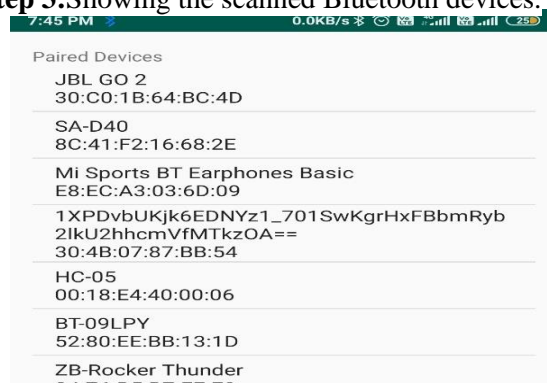 tep 5.Showing the scanned Bluetooth devices.
7:45 PM 0.0KB/s 25
Paired Devices
JBL GO 2
30:C0:1B:64:BC:4D
SA-D40
8C:41:F2:16:68:2E
Mi Sports BT Earphones Basic
E8:EC:A3:03:6D:09
1XPDvbUKjk6EDNYz1_701SwKgrHxFBbmRyb
2lkU2hhcmVfMTkzOA==
30:4B:07:87:BB:54
HC-05
00:18:E4:40:00:06
BT-09LPY
52:80:EE:BB:13:1D
ZB-Rocker Thunder